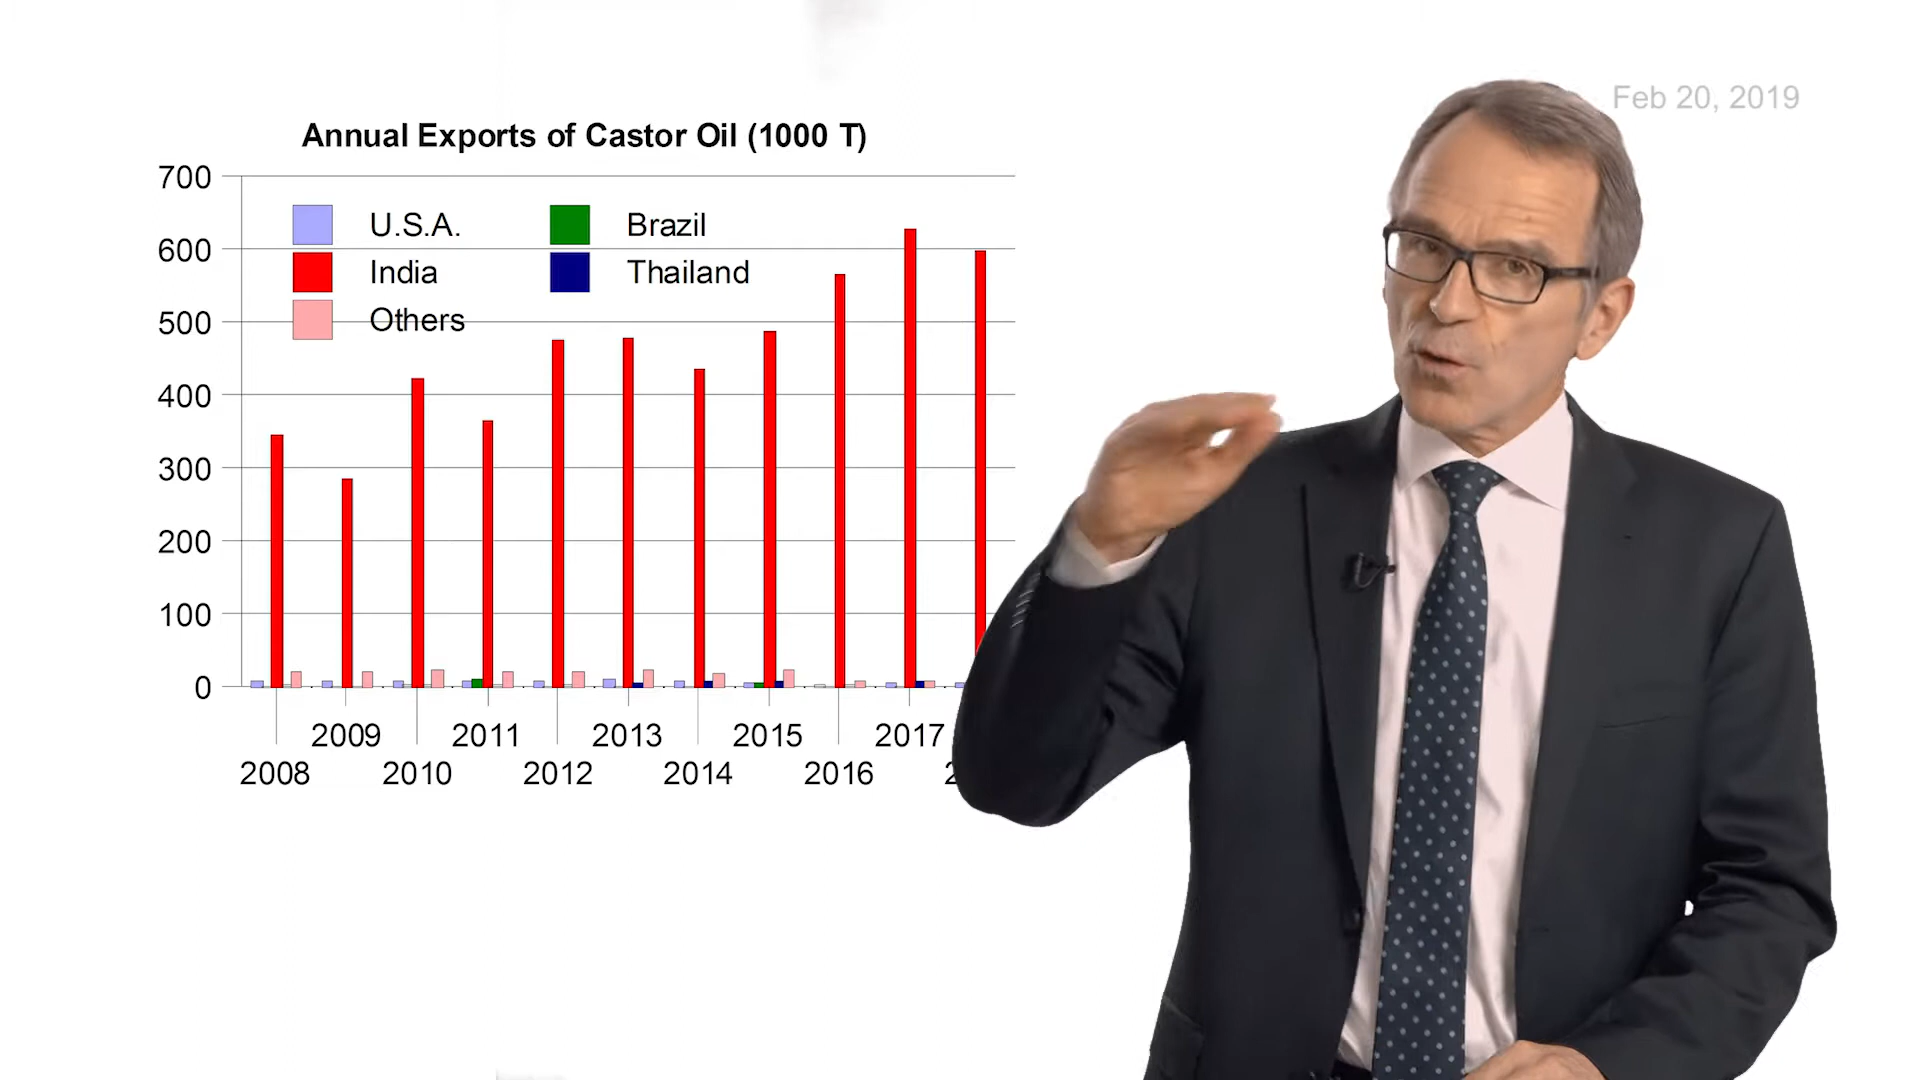 Feb 20, 2019
Annual Exports of Castor Oil (1000 T)
700
600
500
400
300
200
100
0
U.S.A.
Brazil
India
Thailand
Others
2009 2011 2013 2015 2017
2008 2010 2012 2014 2016